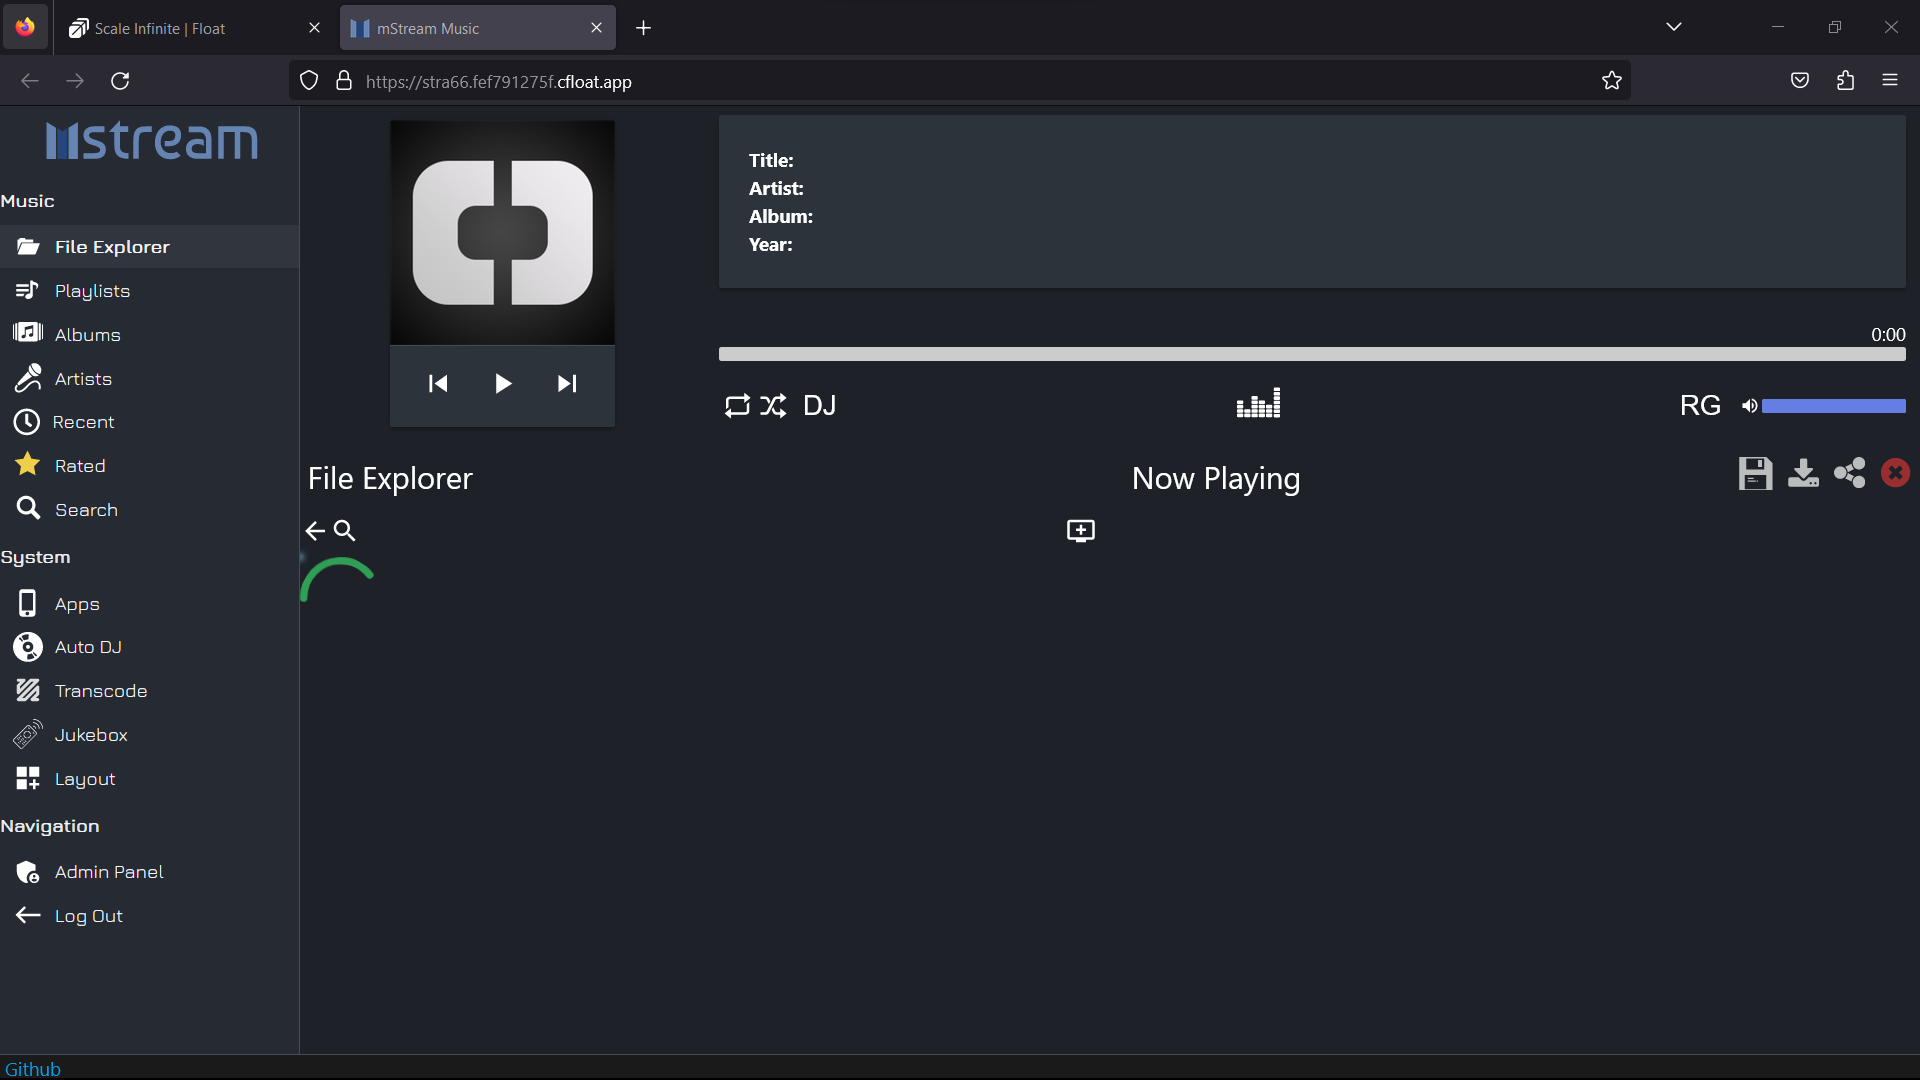 Scale Infinite | Float
mStream Music
https://stra66.fef791275f.cfloat.app
mstream
Music
File Explorer
Playlists
Albums
Artists
Recent
Rated
Search
System
Apps
Auto DJ
Transcode
Jukebox
Layout
Navigation
Admin Panel
Log Out
Title:
Artist:
Album:
Year:
0:00
DJ
RG
File Explorer
Now Playing
Github